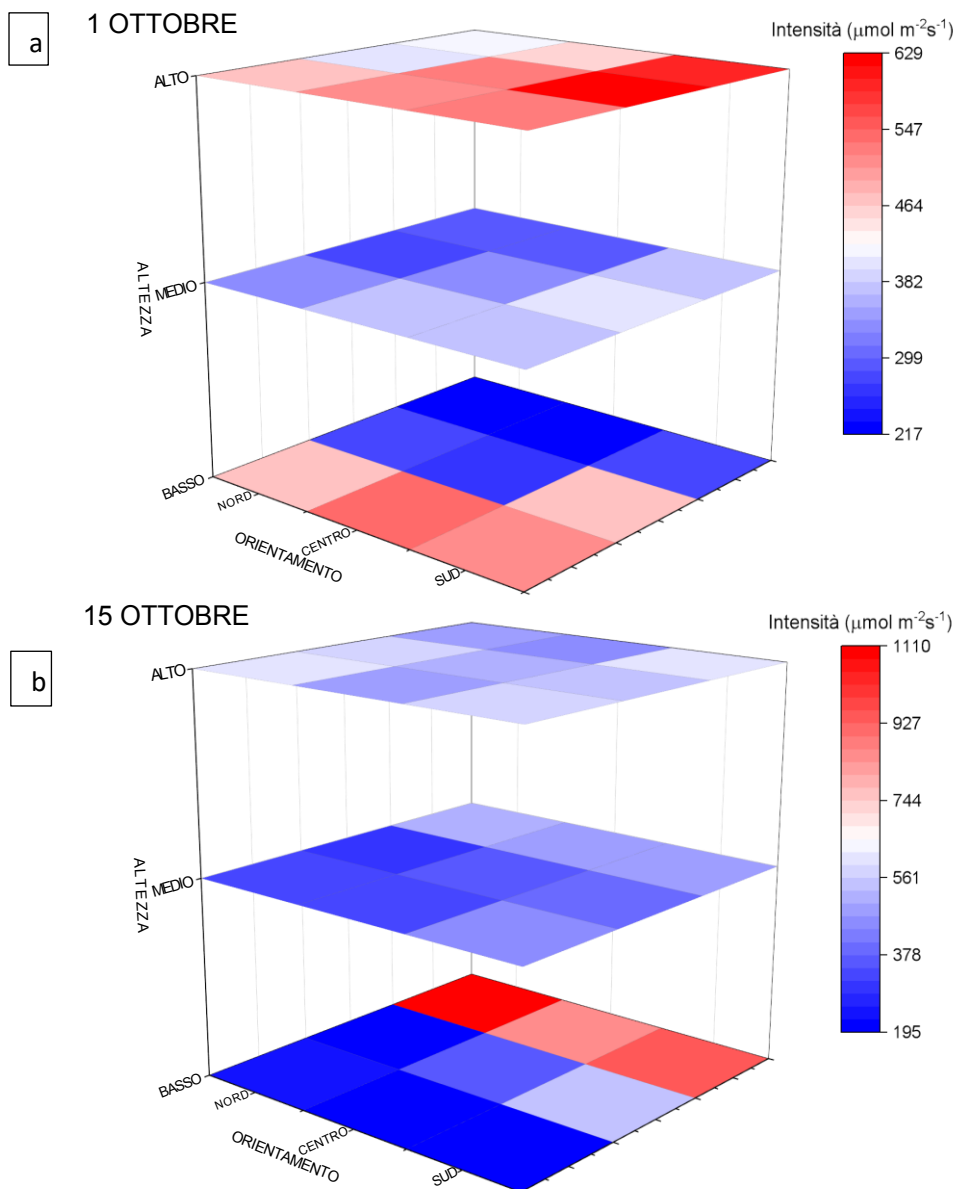 a
1 OTTOBRE
Intensità (μmol m⁻²s⁻¹)
629
547
464
382
299
217
ALTO
MEDIO
BASSO
ALTEZZA
NORD
CENTRO
SUD
ORIENTAMENTO
15 OTTOBRE
b
Intensità (μmol m⁻²s⁻¹)
1110
927
744
561
378
195
ALTO
MEDIO
BASSO
ALTEZZA
NORD
CENTRO
SUD
ORIENTAMENTO